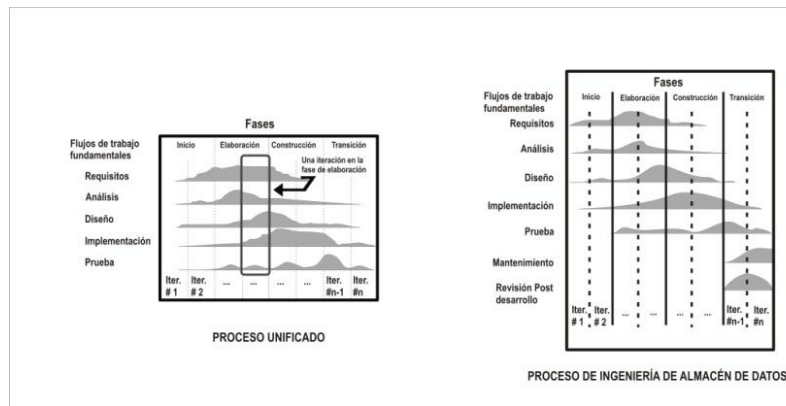 Fases
Flujos de trabajo
fundamentales
Inicio Elaboración Construcción Transición
Una iteración en la
fase de elaboración
Requisitos
Análisis
Diseño
Implementación
Prueba
Iter. Iter. ... ... ... ... Iter. Iter.
# 1 # 2 #n-1 #n
PROCESO UNIFICADO
Fases
Flujos de trabajo
fundamentales
Inicio Elaboración Construcción Transición
Requisitos
Análisis
Diseño
Implementación
Prueba
Mantenimiento
Revisión Post
desarrollo
Iter. Iter. ... ... ... ... Iter. Iter.
# 1 # 2 #n-1 #n
PROCESO DE INGENIERÍA DE ALMACÉN DE DATOS